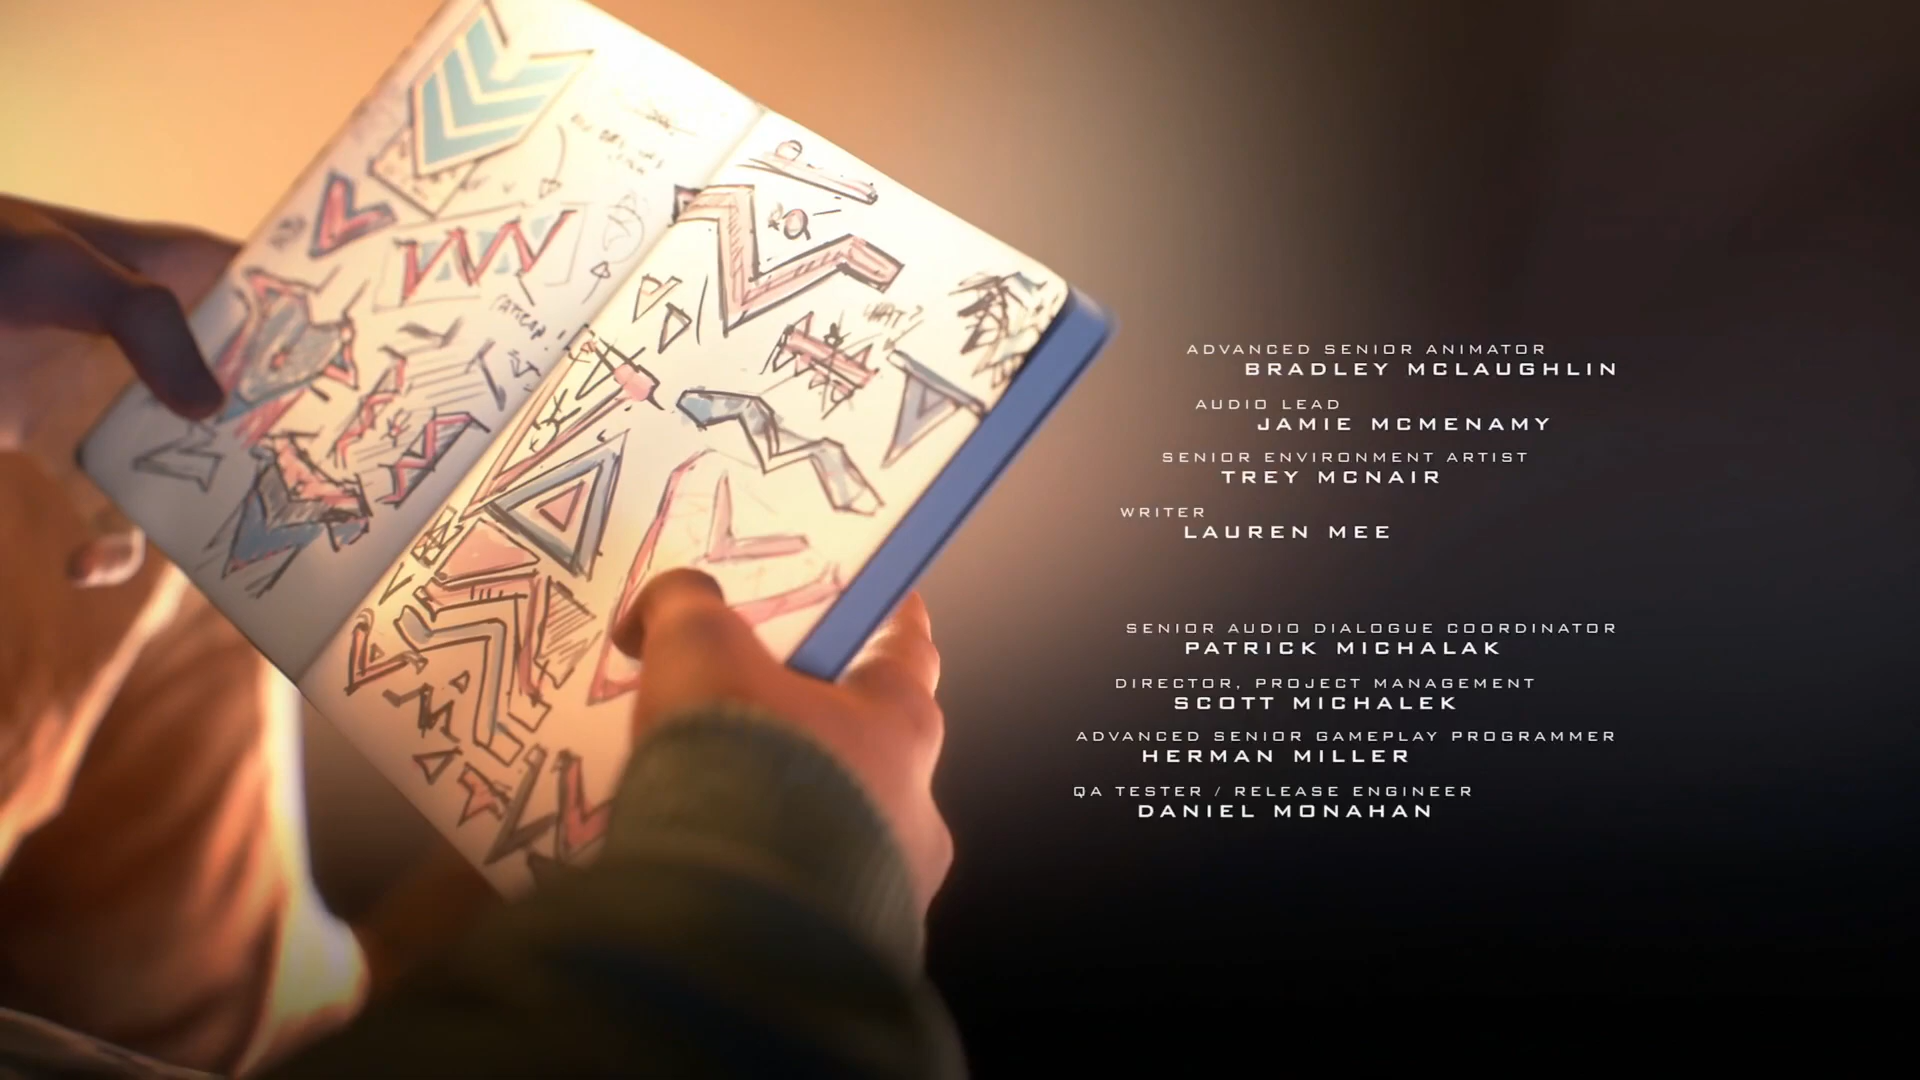 ADVANCED SENIOR ANIMATOR
BRADLEY MCLAUGHLIN
AUDIO LEAD
JAMIE MCMENAMY
SENIOR ENVIRONMENT ARTIST
TREY MCNAIR
WRITER
LAUREN MEE
SENIOR AUDIO DIALOGUE COORDINATOR
PATRICK MICHALAK
DIRECTOR, PROJECT MANAGEMENT
SCOTT MICHALEK
ADVANCED SENIOR GAMEPLAY PROGRAMMER
HERMAN MILLER
QA TESTER / RELEASE ENGINEER
DANIEL MONAHAN